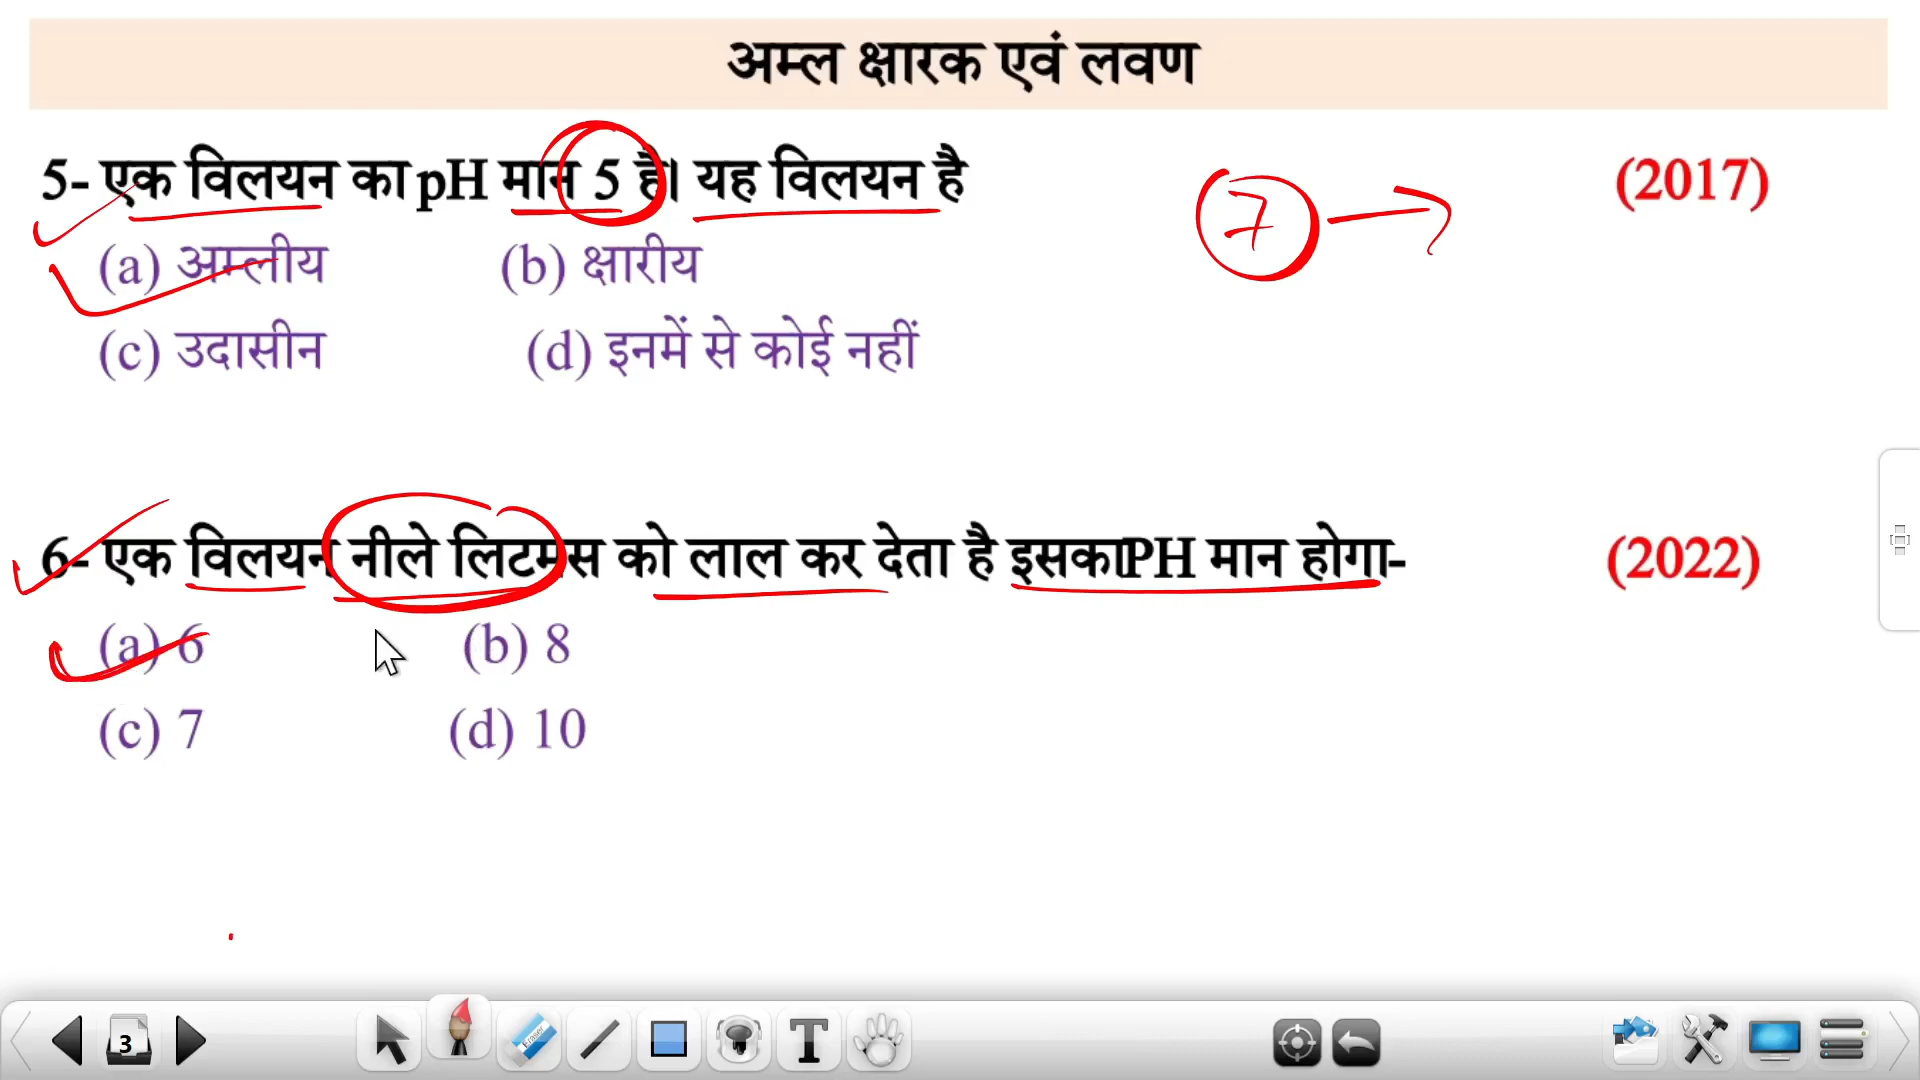 अम्ल क्षारक एवं लवण
5- एक विलयन का pH मान 5 है। यह विलयन है (2017)
7
(a) अम्लीय (b) क्षारीय
(c) उदासीन (d) इनमें से कोई नहीं
6- एक विलयन नीले लिटमस को लाल कर देता है इसका PH मान होगा- (2022)
(a) 6 (b) 8
(c) 7 (d) 10
3 Eraser T